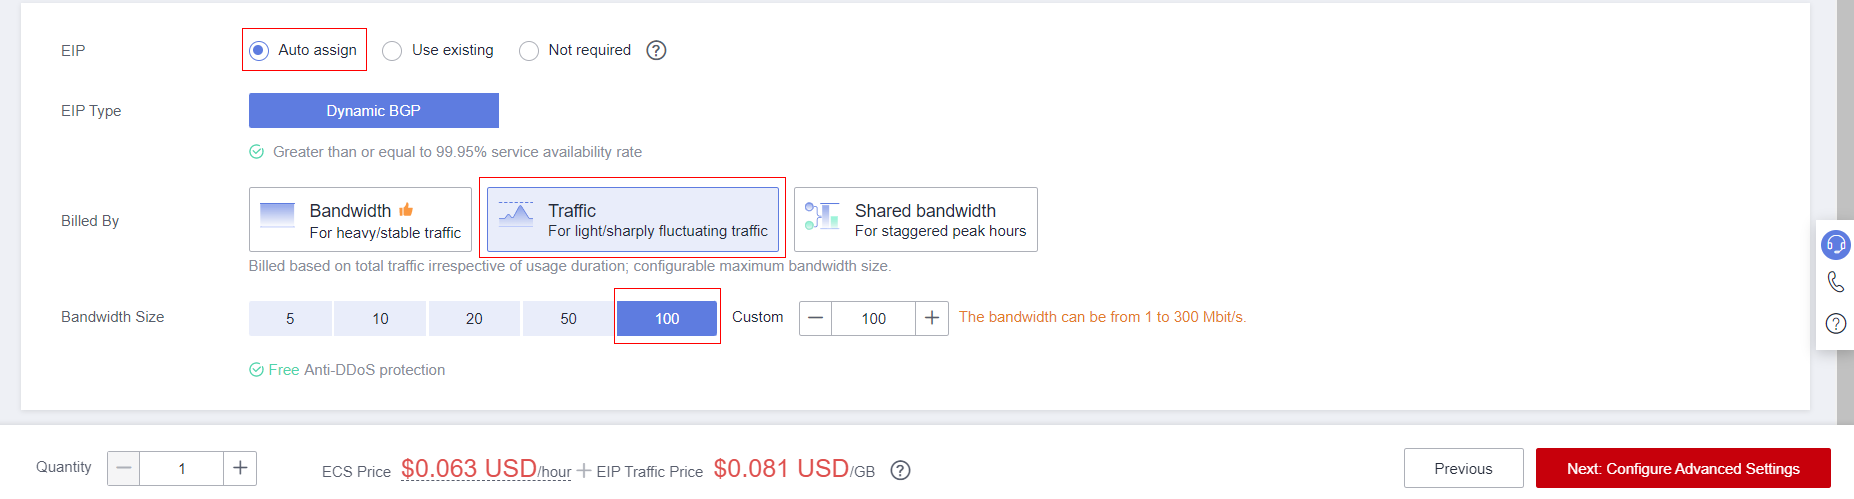 EIP Auto assign Use existing Not required ?
EIP Type Dynamic BGP
Greater than or equal to 99.95% service availability rate
Billed By
Bandwidth
For heavy/stable traffic
Traffic
For light/sharply fluctuating traffic
Shared bandwidth
For staggered peak hours
Billed based on total traffic irrespective of usage duration; configurable maximum bandwidth size.
Bandwidth Size 5 10 20 50 100 Custom — 100 + The bandwidth can be from 1 to 300 Mbit/s.
Free Anti-DDoS protection
?
Quantity — 1 + ECS Price $0.063 USD/hour + EIP Traffic Price $0.081 USD/GB ? Previous Next: Configure Advanced Settings